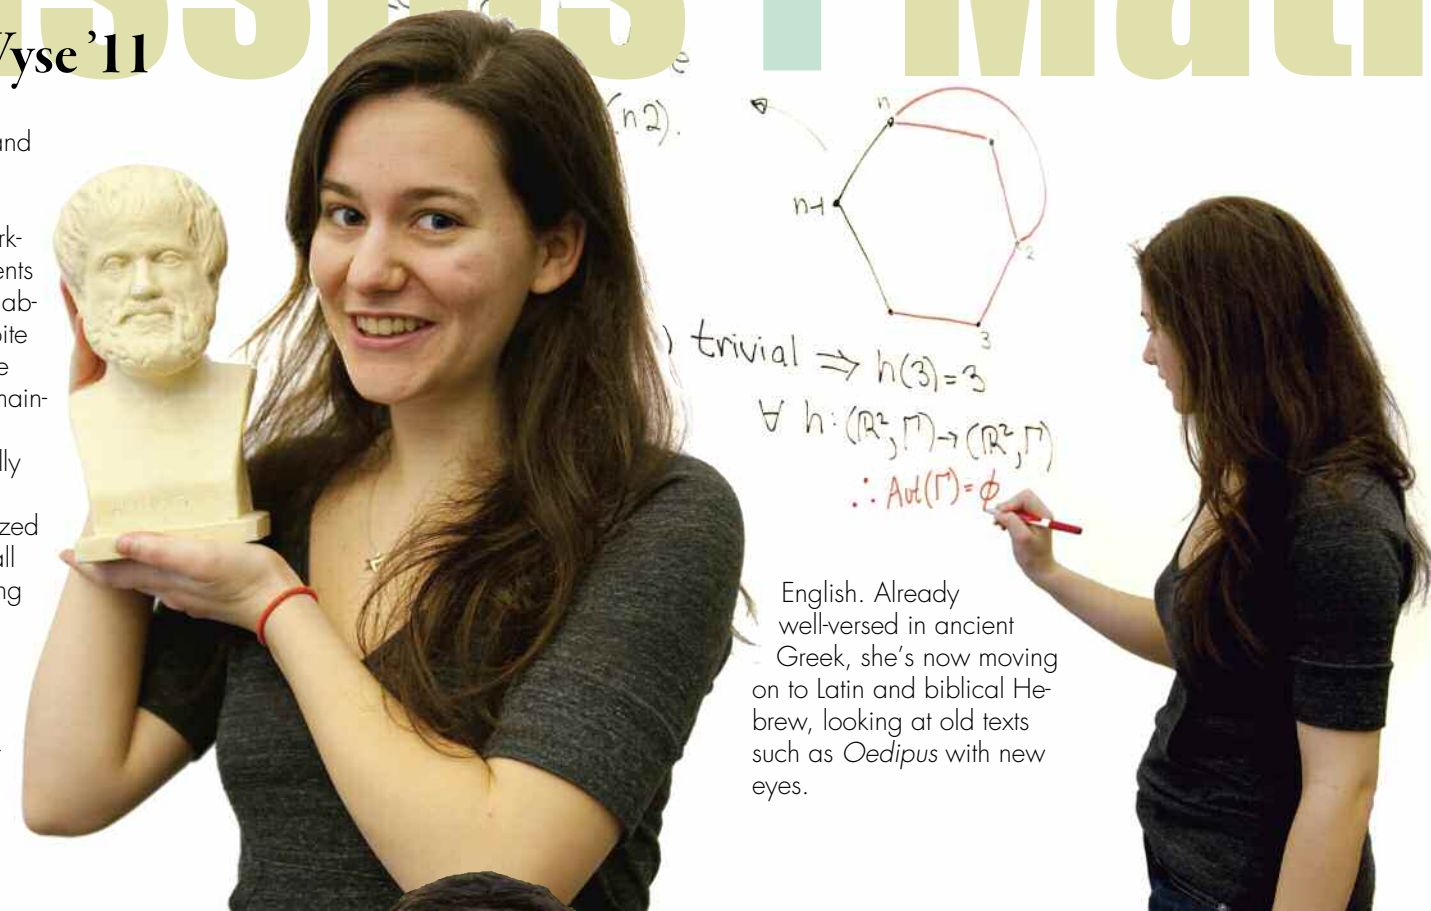 Vyse ’11
and
rk-
ents
ab-
ite
e
main-
lly
zed
all
ng
e
(n2).
n
n-1
2
3
) trivial ⇒ h(3)=3
∀ h:(ℝ²,Γ)→(ℝ²,Γ)
∴ Aut(Γ)=ϕ
English. Already
well-versed in ancient
Greek, she’s now moving
on to Latin and biblical He-
brew, looking at old texts
such as Oedipus with new
eyes.